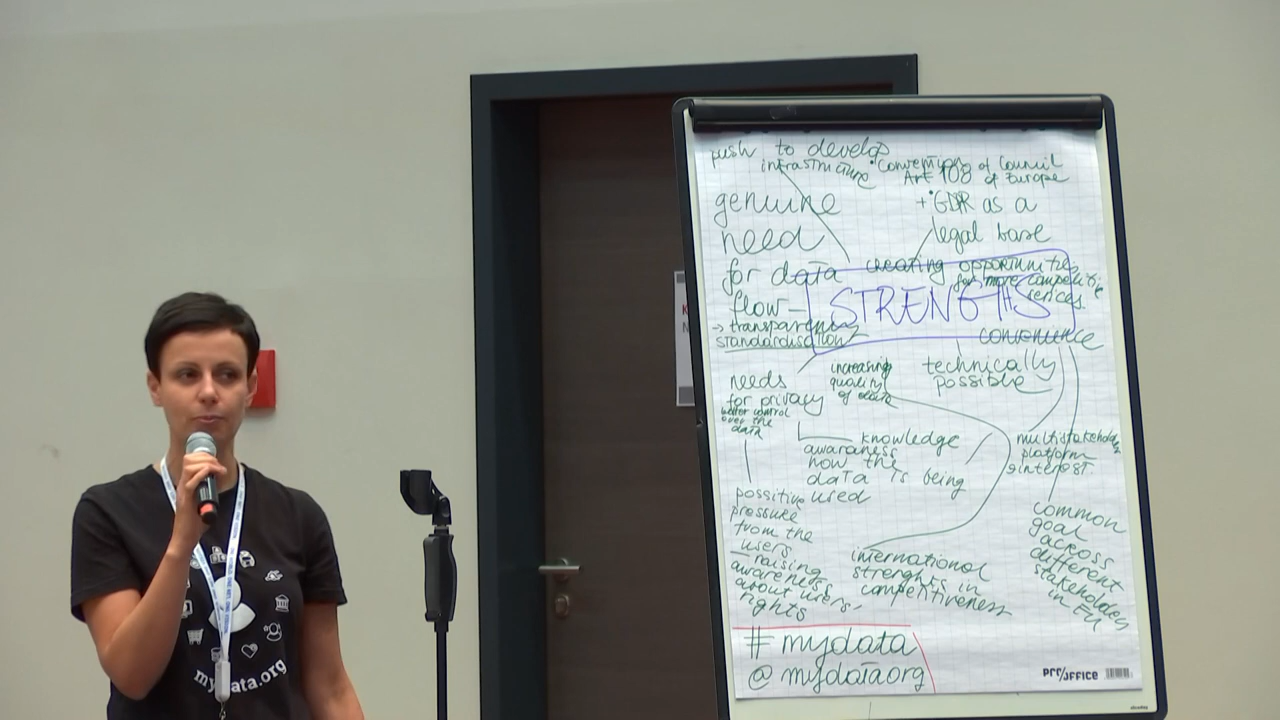 push to develop
infrastructure
• Convention of Council
Art 108 of Europe
+ GDPR as a
legal base
genuine
need
for data
flow –
→ transparency
standardisation
creating opportunities
for more competitive
services
STRENGTHS
convenience
technically
possible
increasing
quality
of data
needs
for privacy
better control
over the
data
knowledge
awareness
how the
data is being
used
multistakeholder
platform
interest
possitive
pressure
from the
users
– raising
awareness
about users'
rights
international
strenghts in
competitiveness
common
goal
across
different
stakeholders
in EU
# mydata
@ mydataorg
pro/office
mydata.org
K
N